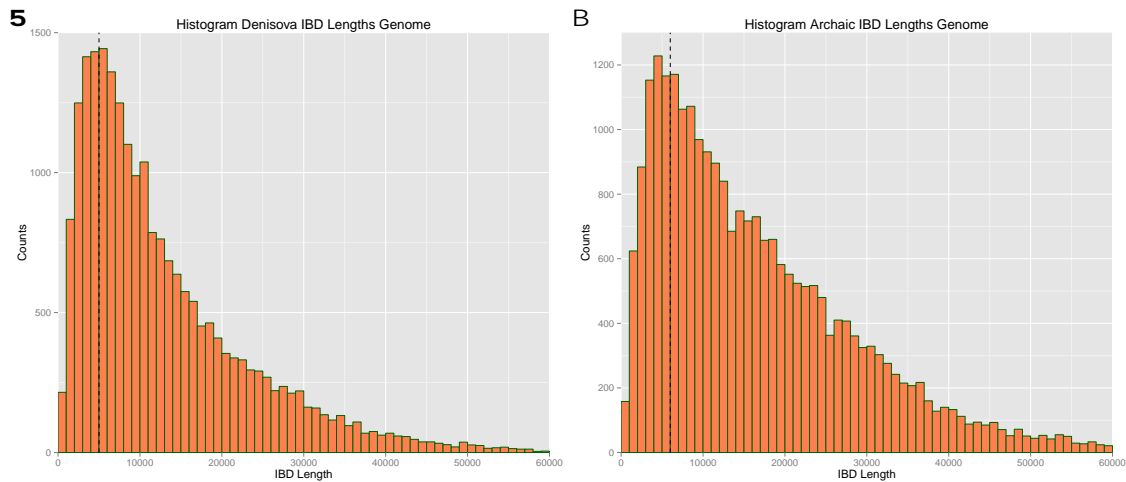 5
Histogram Denisova IBD Lengths Genome
1500
1000
500
0
Counts
0 10000 20000 30000 40000 50000 60000
IBD Length
B
Histogram Archaic IBD Lengths Genome
1200
1000
800
600
400
200
0
Counts
0 10000 20000 30000 40000 50000 60000
IBD Length